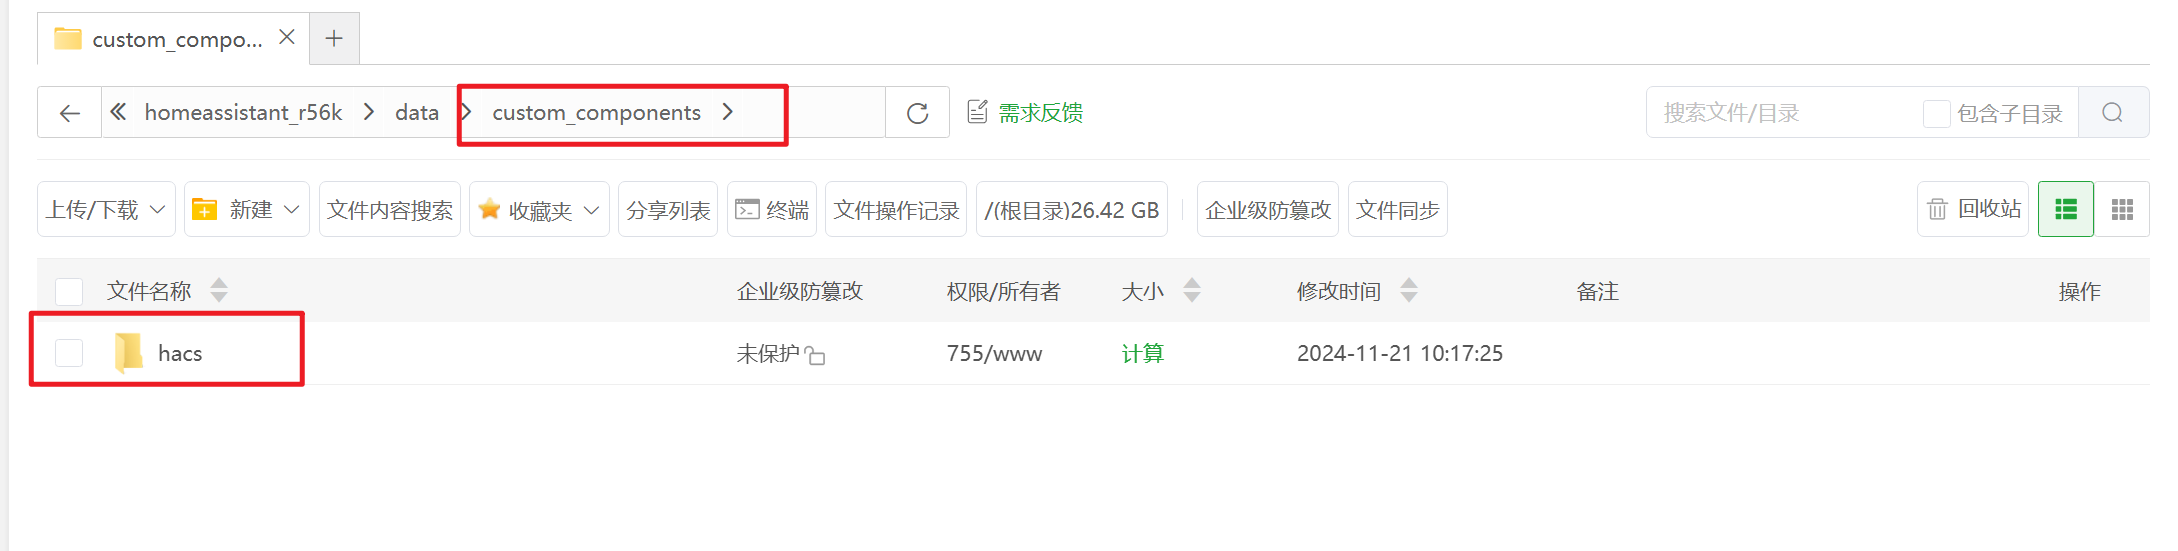 custom_compo...
homeassistant_r56k > data > custom_components > 需求反馈 搜索文件/目录 包含子目录
上传/下载 新建 文件内容搜索 收藏夹 分享列表 终端 文件操作记录 /(根目录)26.42 GB 企业级防篡改 文件同步 回收站
文件名称 企业级防篡改 权限/所有者 大小 修改时间 备注 操作
hacs 未保护 755/www 计算 2024-11-21 10:17:25